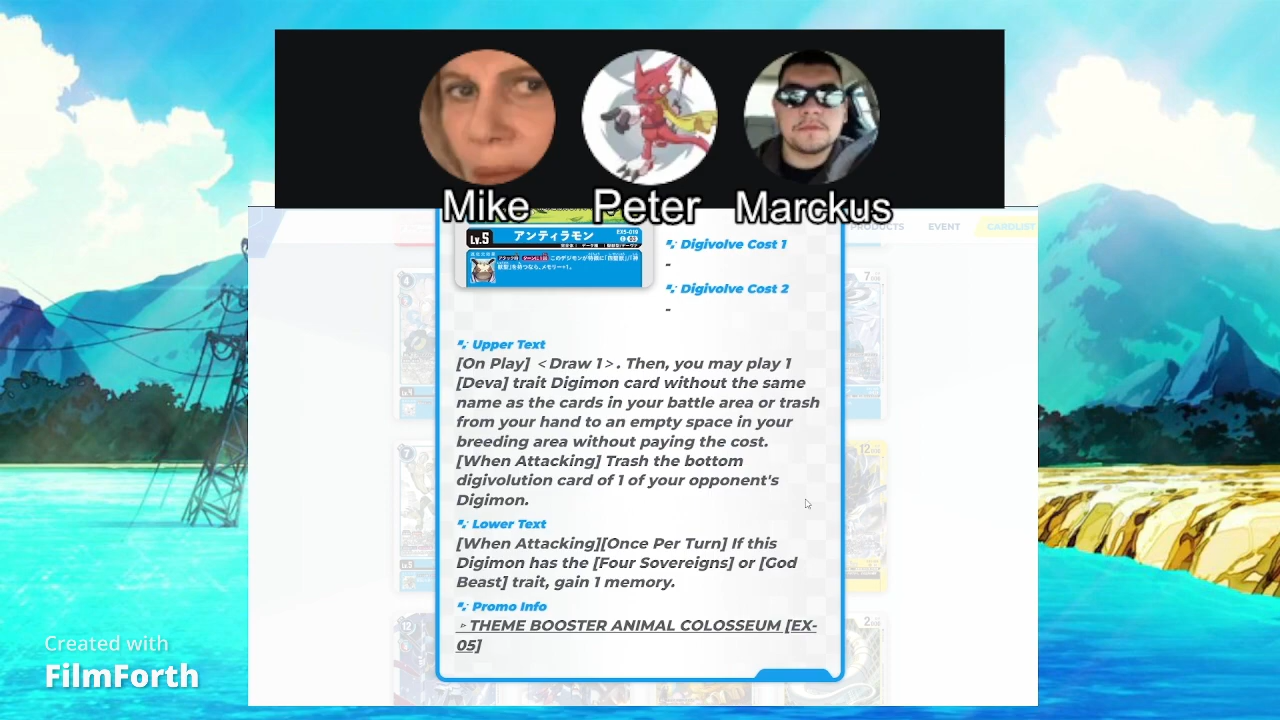 Mike Peter Marckus
PRODUCTS EVENT CARDLIST
Lv.5 アンティラモン EX5-019
Digivolve Cost 1
-
Digivolve Cost 2
-
Upper Text
[On Play] <Draw 1>. Then, you may play 1
[Deva] trait Digimon card without the same
name as the cards in your battle area or trash
from your hand to an empty space in your
breeding area without paying the cost.
[When Attacking] Trash the bottom
digivolution card of 1 of your opponent's
Digimon.
Lower Text
[When Attacking][Once Per Turn] If this
Digimon has the [Four Sovereigns] or [God
Beast] trait, gain 1 memory.
Promo Info
THEME BOOSTER ANIMAL COLOSSEUM [EX-
05]
Created with
FilmForth